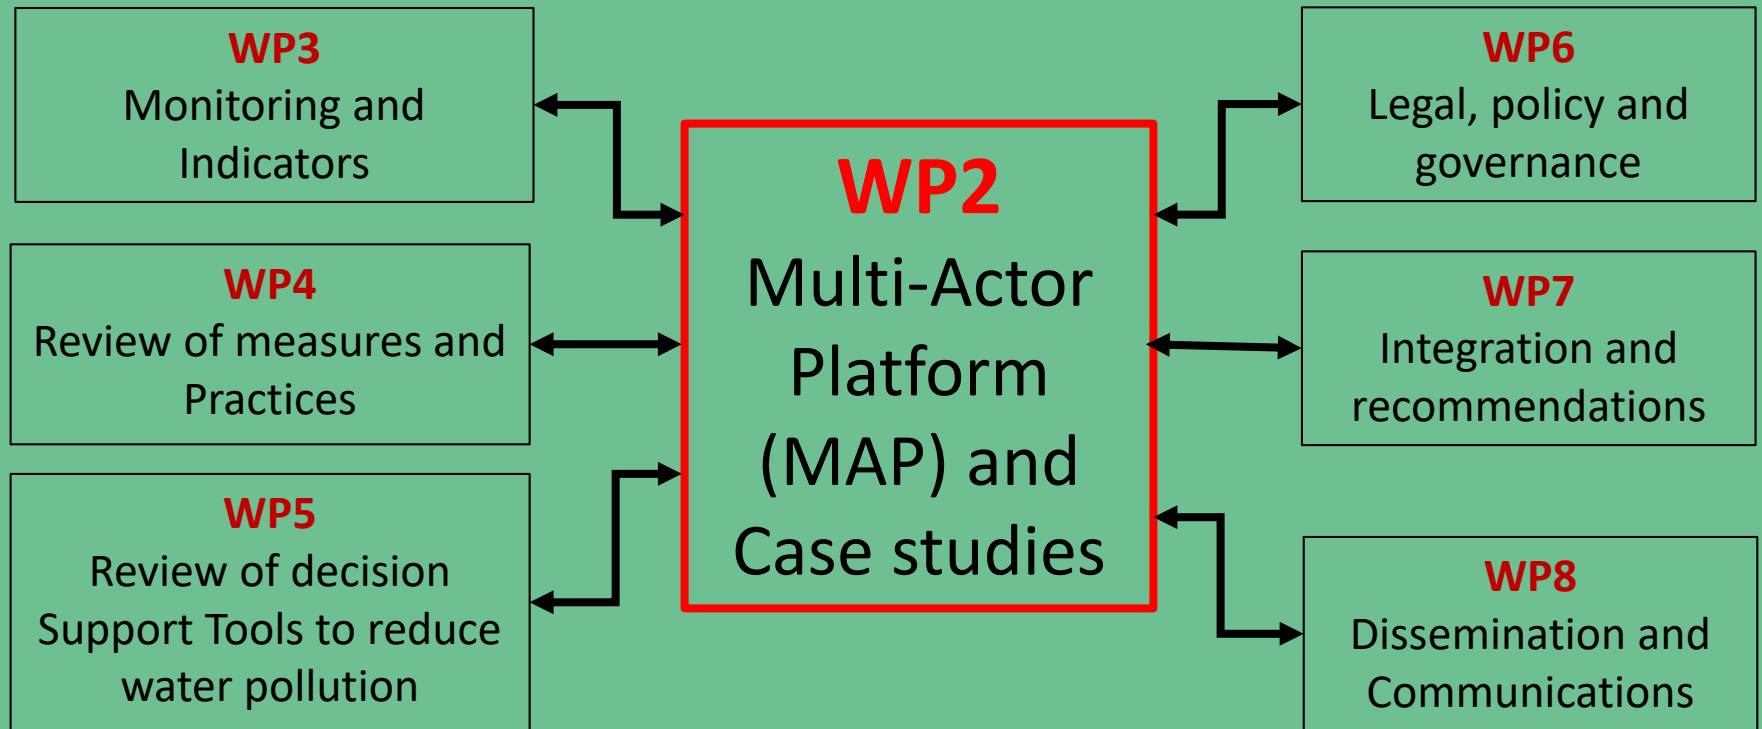 WP3
Monitoring and
Indicators
WP4
Review of measures and
Practices
WP5
Review of decision
Support Tools to reduce
water pollution
WP2
Multi-Actor
Platform
(MAP) and
Case studies
WP6
Legal, policy and
governance
WP7
Integration and
recommendations
WP8
Dissemination and
Communications